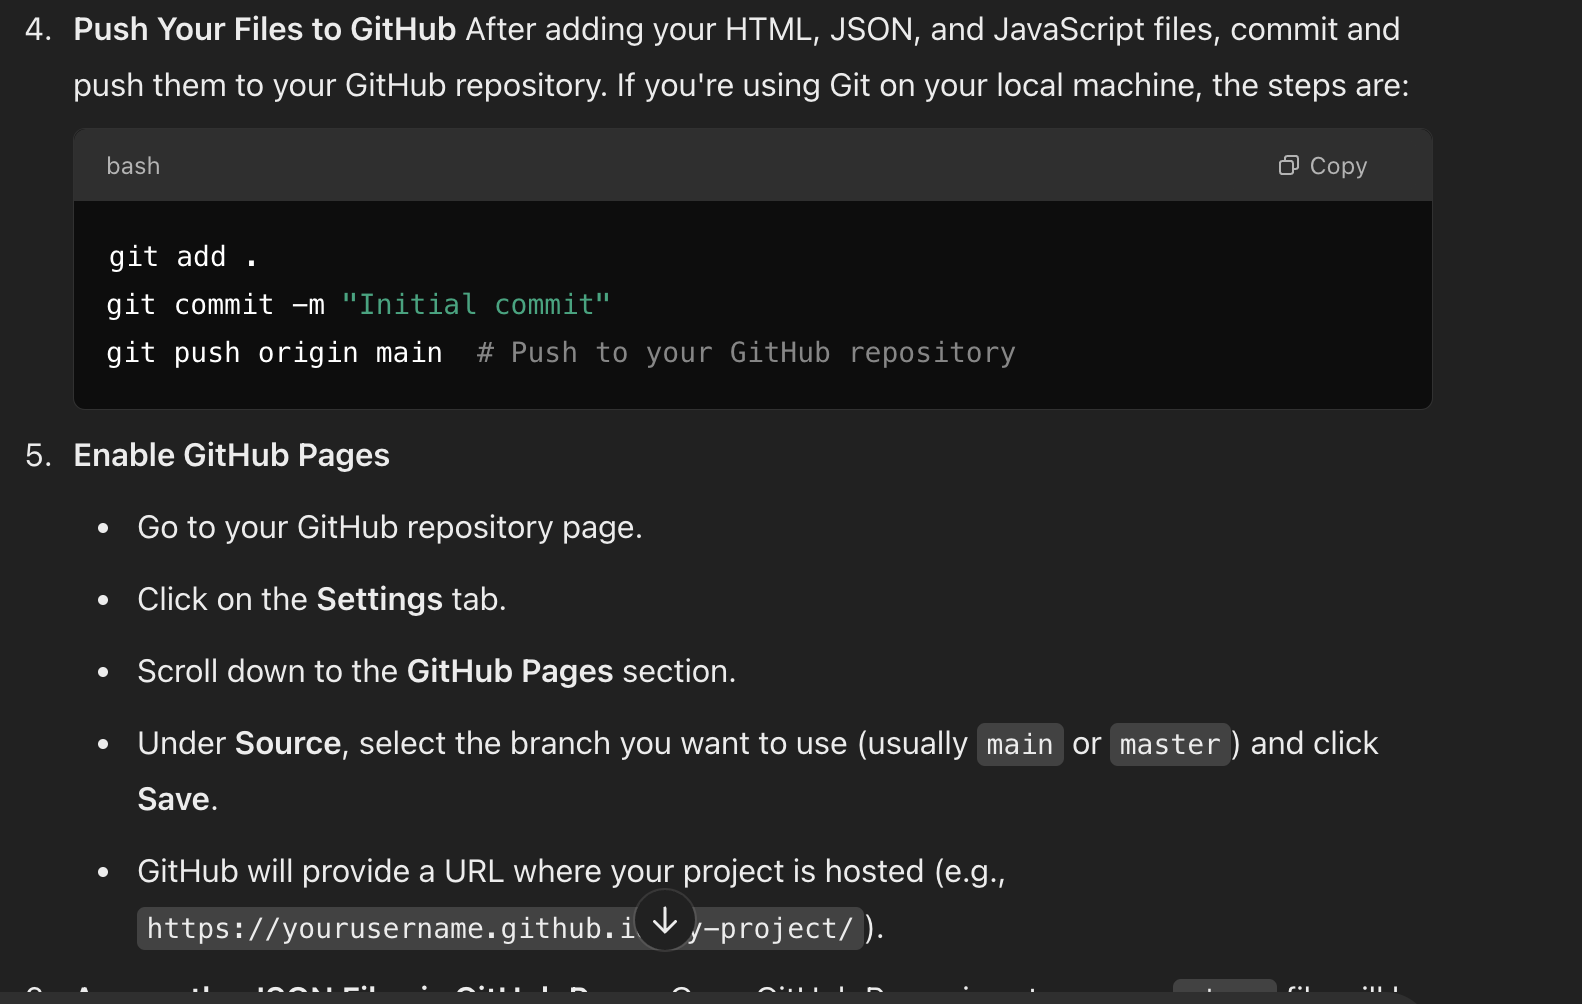 4. Push Your Files to GitHub After adding your HTML, JSON, and JavaScript files, commit and
push them to your GitHub repository. If you're using Git on your local machine, the steps are:
bash
Copy
git add .
git commit -m "Initial commit"
git push origin main  # Push to your GitHub repository
5. Enable GitHub Pages
• Go to your GitHub repository page.
• Click on the Settings tab.
• Scroll down to the GitHub Pages section.
• Under Source, select the branch you want to use (usually main or master) and click
Save.
• GitHub will provide a URL where your project is hosted (e.g.,
https://yourusername.github.i y-project/).